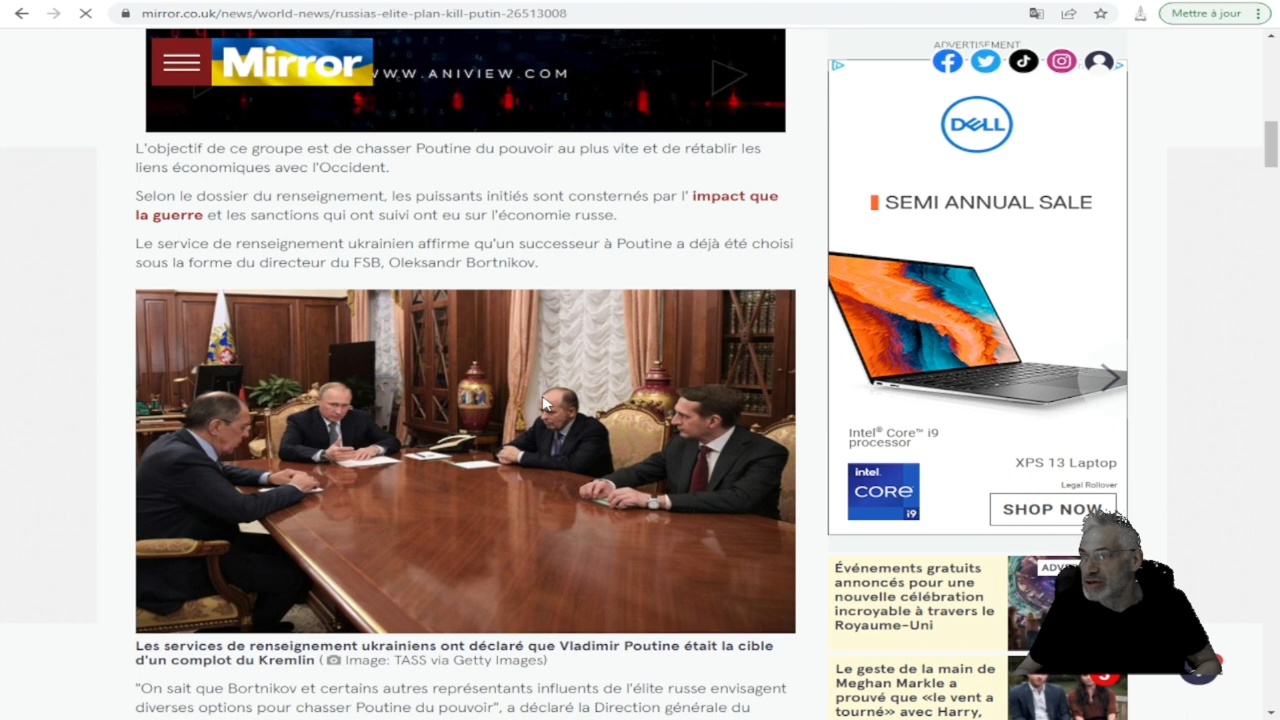 mirror.co.uk/news/world-news/russias-elite-plan-kill-putin-26513008
Mettre à jour
Mirror
WWW.ANIVIEW.COM
L'objectif de ce groupe est de chasser Poutine du pouvoir au plus vite et de rétablir les
liens économiques avec l'Occident.
Selon le dossier du renseignement, les puissants initiés sont consternés par l' impact que
la guerre et les sanctions qui ont suivi ont eu sur l'économie russe.
Le service de renseignement ukrainien affirme qu'un successeur à Poutine a déjà été choisi
sous la forme du directeur du FSB, Oleksandr Bortnikov.
Les services de renseignement ukrainiens ont déclaré que Vladimir Poutine était la cible
d'un complot du Kremlin ( Image: TASS via Getty Images)
"On sait que Bortnikov et certains autres représentants influents de l'élite russe envisagent
diverses options pour chasser Poutine du pouvoir", a déclaré la Direction générale du
ADVERTISEMENT
DELL
SEMI ANNUAL SALE
Intel® Core™ i9
processor
intel.
CORE
i9
XPS 13 Laptop
Legal Rollover
SHOP NOW
Événements gratuits
annoncés pour une
nouvelle célébration
incroyable à travers le
Royaume-Uni
Le geste de la main de
Meghan Markle a
prouvé que «le vent a
tourné» avec Harry,